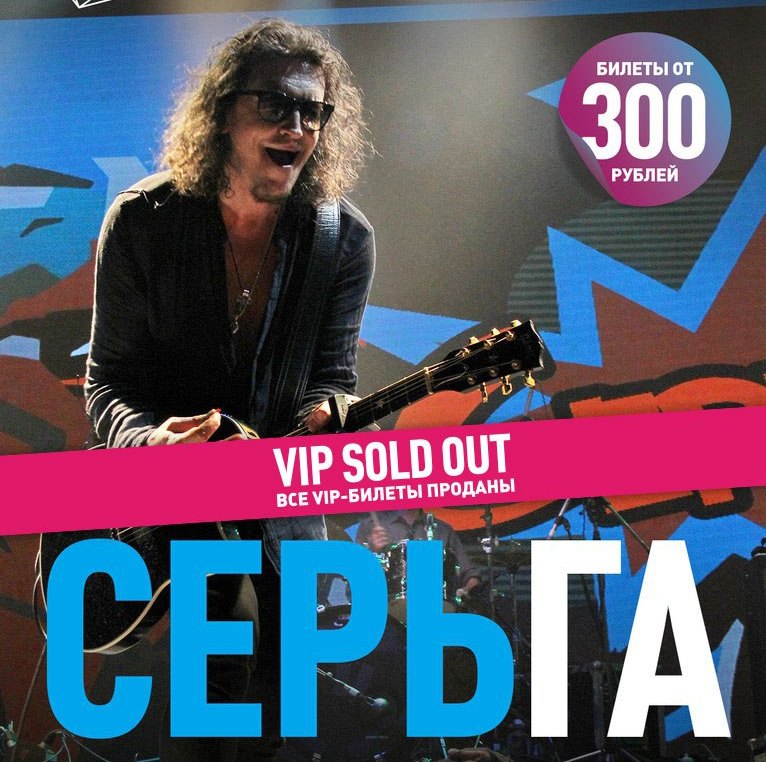 БИЛЕТЫ ОТ
300
РУБЛЕЙ
VIP SOLD OUT
ВСЕ VIP-БИЛЕТЫ ПРОДАНЫ
СЕРЬГА